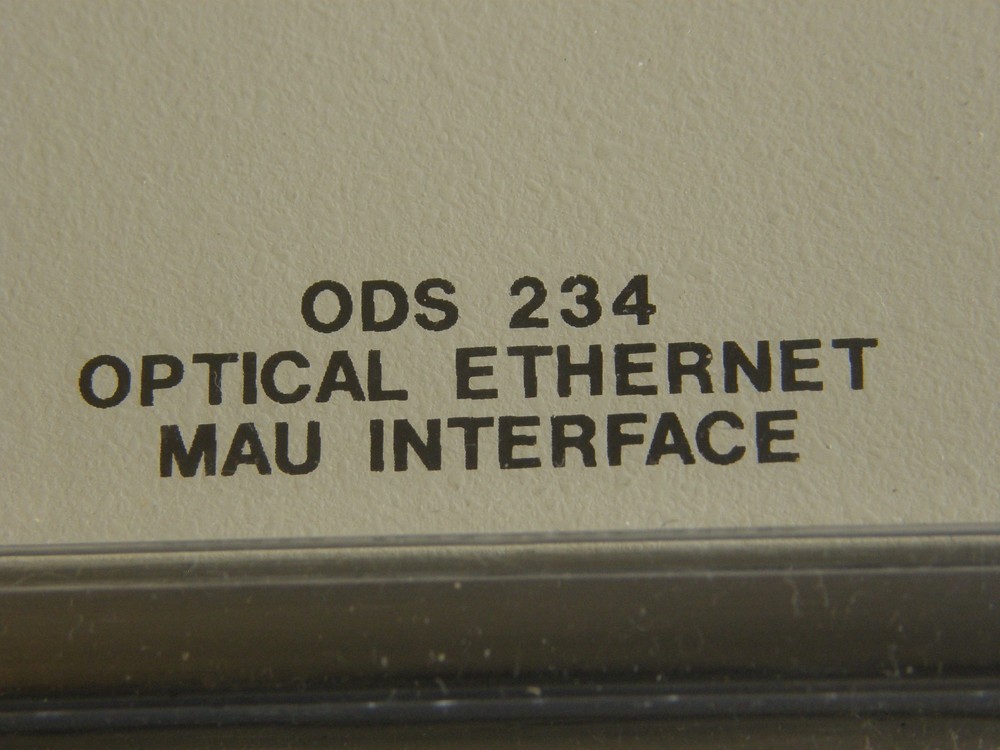 ODS 234
OPTICAL ETHERNET
MAU INTERFACE